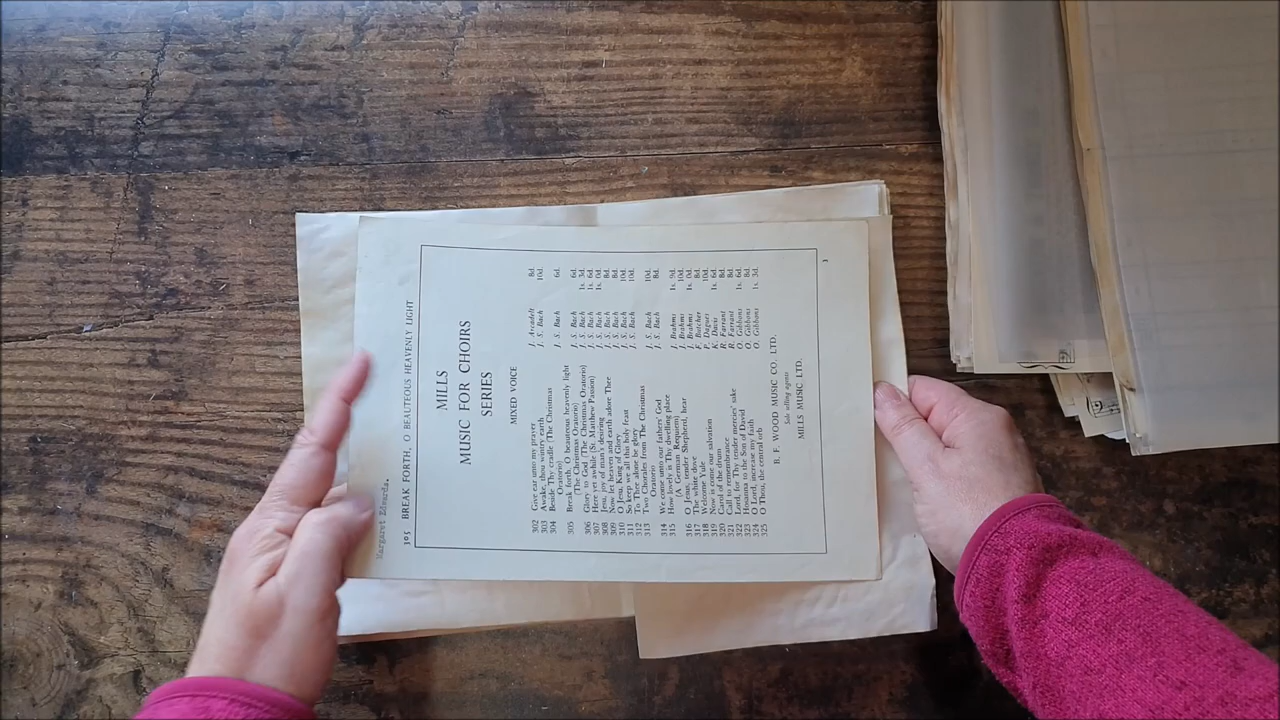 Margaret Edwards.
305 BREAK FORTH, O BEAUTEOUS HEAVENLY LIGHT
MILLS
MUSIC FOR CHOIRS
SERIES
MIXED VOICE
302 Give ear unto my prayer J. Arcadelt 8d.
303 Awake, thou wintry earth J. S. Bach 10d.
304 Beside Thy cradle (The Christmas
Oratorio) J. S. Bach 6d.
305 Break forth, O beauteous heavenly light
(The Christmas Oratorio) J. S. Bach 6d.
306 Glory to God (The Christmas Oratorio) J. S. Bach 1s. 3d.
307 Here yet awhile (St. Matthew Passion) J. S. Bach 1s. 6d.
308 Jesu, joy of man's desiring J. S. Bach 1s. 0d.
309 Now let heaven and earth adore Thee J. S. Bach 8d.
310 O Jesu, King of Glory J. S. Bach 8d.
311 So keep we all this holy feast J. S. Bach 10d.
312 To Thee alone be glory J. S. Bach 10d.
313 Two Chorales from The Christmas
Oratorio J. S. Bach 10d.
314 We come unto our fathers' God J. S. Bach 8d.
315 How lovely is Thy dwelling place
(A German Requiem) J. Brahms 1s. 9d.
316 O Jesu, tender Shepherd, hear J. Brahms 10d.
317 The white dove J. Brahms 1s. 0d.
318 Welcome Yule F. Butcher 8d.
319 Now is come our salvation P. Dagues 10d.
320 Carol of the drum K. Davis 1s. 6d.
321 Call to remembrance R. Farrant 8d.
322 Lord, for Thy tender mercies' sake R. Farrant 8d.
323 Hosanna to the Son of David O. Gibbons 1s. 6d.
324 O Lord, increase my faith O. Gibbons 8d.
325 O Thou, the central orb O. Gibbons 1s. 3d.
B. F. WOOD MUSIC CO. LTD.
Sole selling agents
MILLS MUSIC LTD.
3